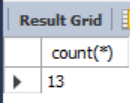 Result Grid
count(*)
13